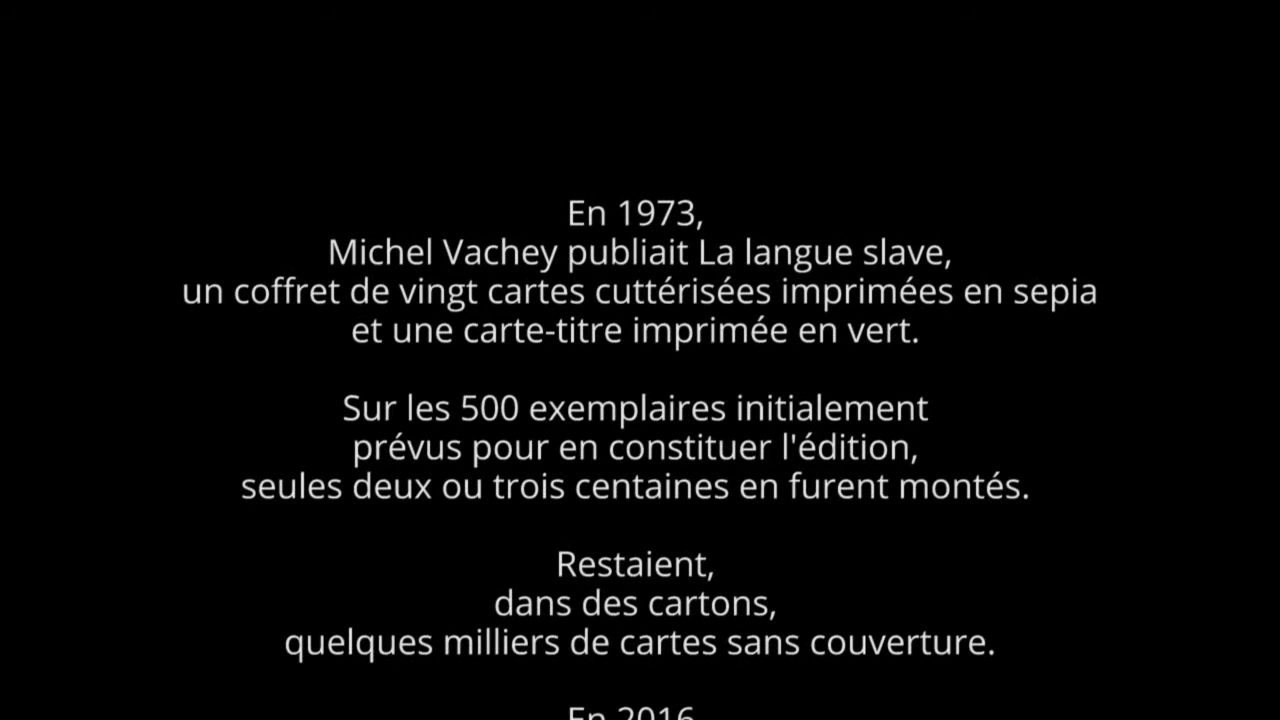 En 1973,
Michel Vachey publiait La langue slave,
un coffret de vingt cartes cuttérisées imprimées en sepia
et une carte-titre imprimée en vert.
Sur les 500 exemplaires initialement
prévus pour en constituer l'édition,
seules deux ou trois centaines en furent montés.
Restaient,
dans des cartons,
quelques milliers de cartes sans couverture.
En 2016